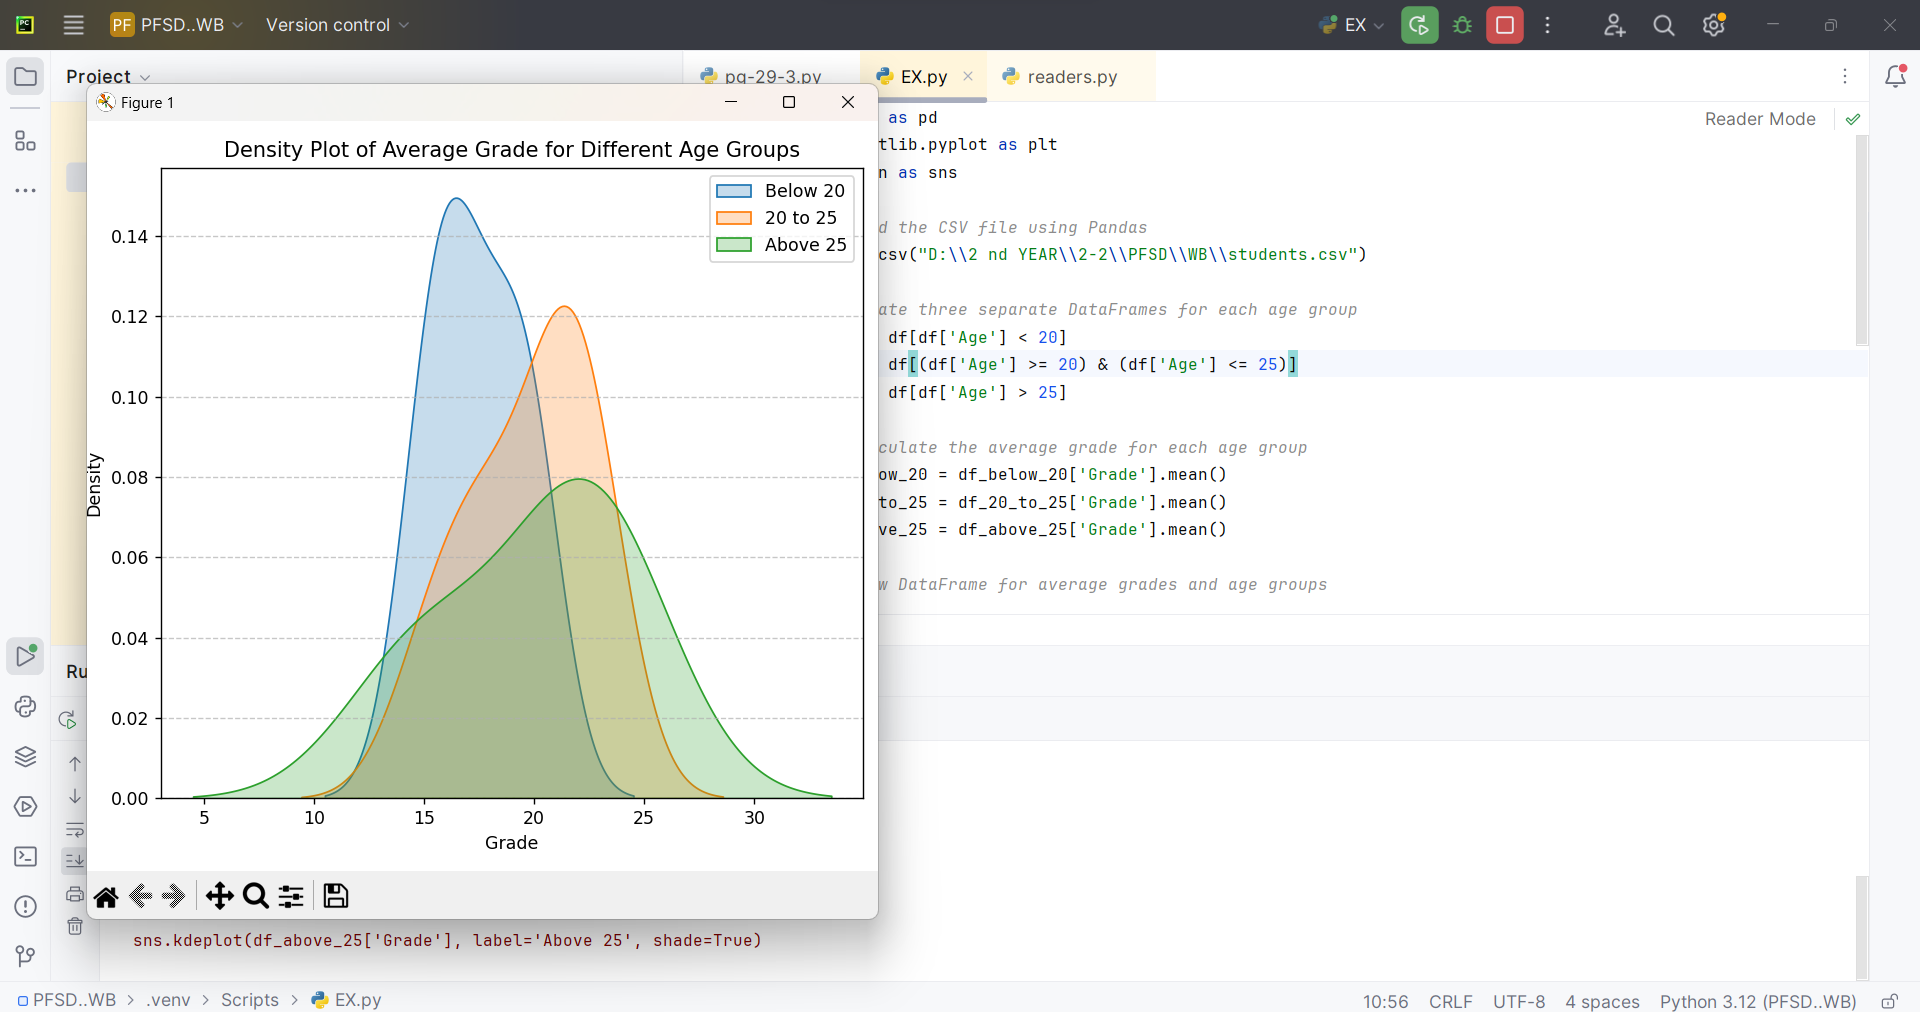 PF PFSD..WB Version control EX
Project
pg-29-3.py EX.py readers.py
Figure 1
Reader Mode
as pd
tlib.pyplot as plt
n as sns
d the CSV file using Pandas
csv("D:\\2 nd YEAR\\2-2\\PFSD\\WB\\students.csv")
ate three separate DataFrames for each age group
df[df['Age'] < 20]
df[(df['Age'] >= 20) & (df['Age'] <= 25)]
df[df['Age'] > 25]
culate the average grade for each age group
ow_20 = df_below_20['Grade'].mean()
to_25 = df_20_to_25['Grade'].mean()
ve_25 = df_above_25['Grade'].mean()
w DataFrame for average grades and age groups
Density Plot of Average Grade for Different Age Groups
Below 20
20 to 25
Above 25
0.14
0.12
0.10
0.08
0.06
0.04
0.02
0.00
Density
5 10 15 20 25 30
Grade
Ru
sns.kdeplot(df_above_25['Grade'], label='Above 25', shade=True)
PFSD..WB > .venv > Scripts > EX.py
10:56 CRLF UTF-8 4 spaces Python 3.12 (PFSD..WB)